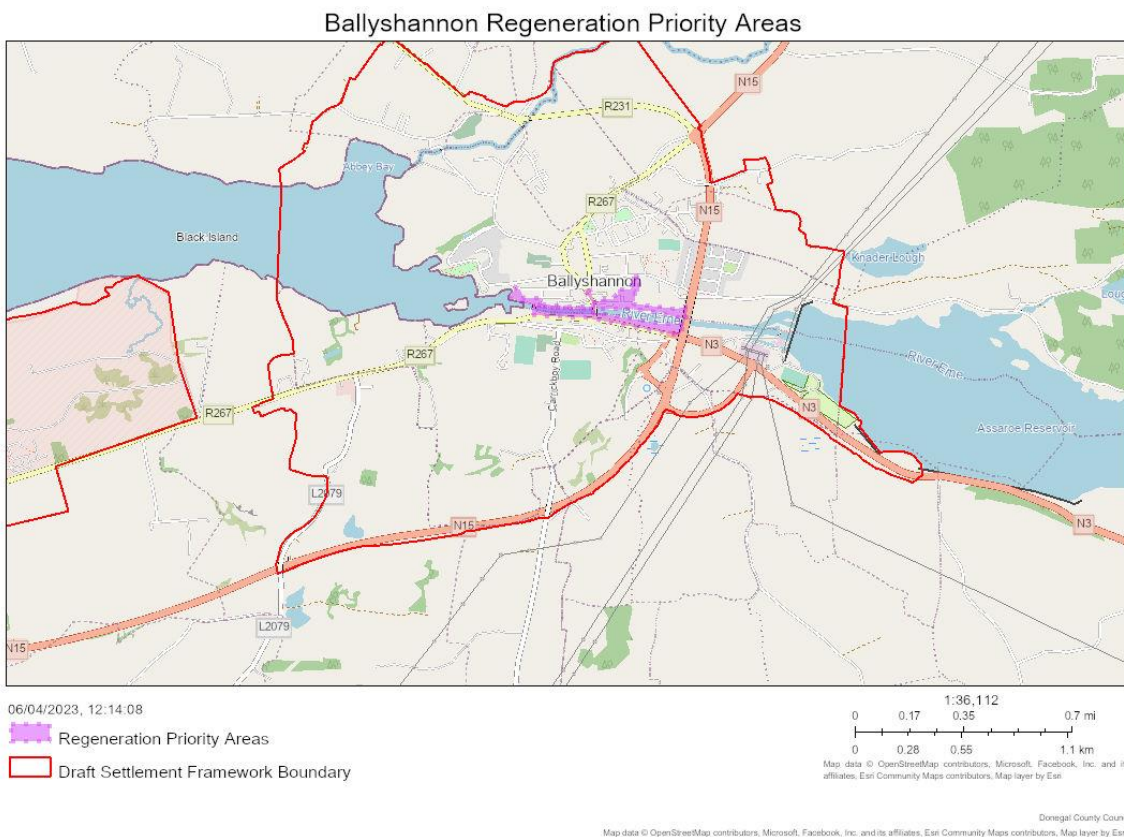 Ballyshannon Regeneration Priority Areas
N15
R231
Abbey Bay
R267
N15
Black Island
Knader Lough
Ballyshannon
Lou
River Erne
N3
R267
Carrickboy Road
River Erne
R267
N3
Assaroe Reservoir
L2079
N15
N3
L2079
N15
06/04/2023, 12:14:08
Regeneration Priority Areas
Draft Settlement Framework Boundary
1:36,112
0 0.17 0.35 0.7 mi
0 0.28 0.55 1.1 km
Map data © OpenStreetMap contributors, Microsoft, Facebook, Inc. and it
affiliates, Esri Community Maps contributors, Map layer by Esri
Donegal County Coun
Map data © OpenStreetMap contributors, Microsoft, Facebook, Inc. and its affiliates, Esri Community Maps contributors, Map layer by Esri